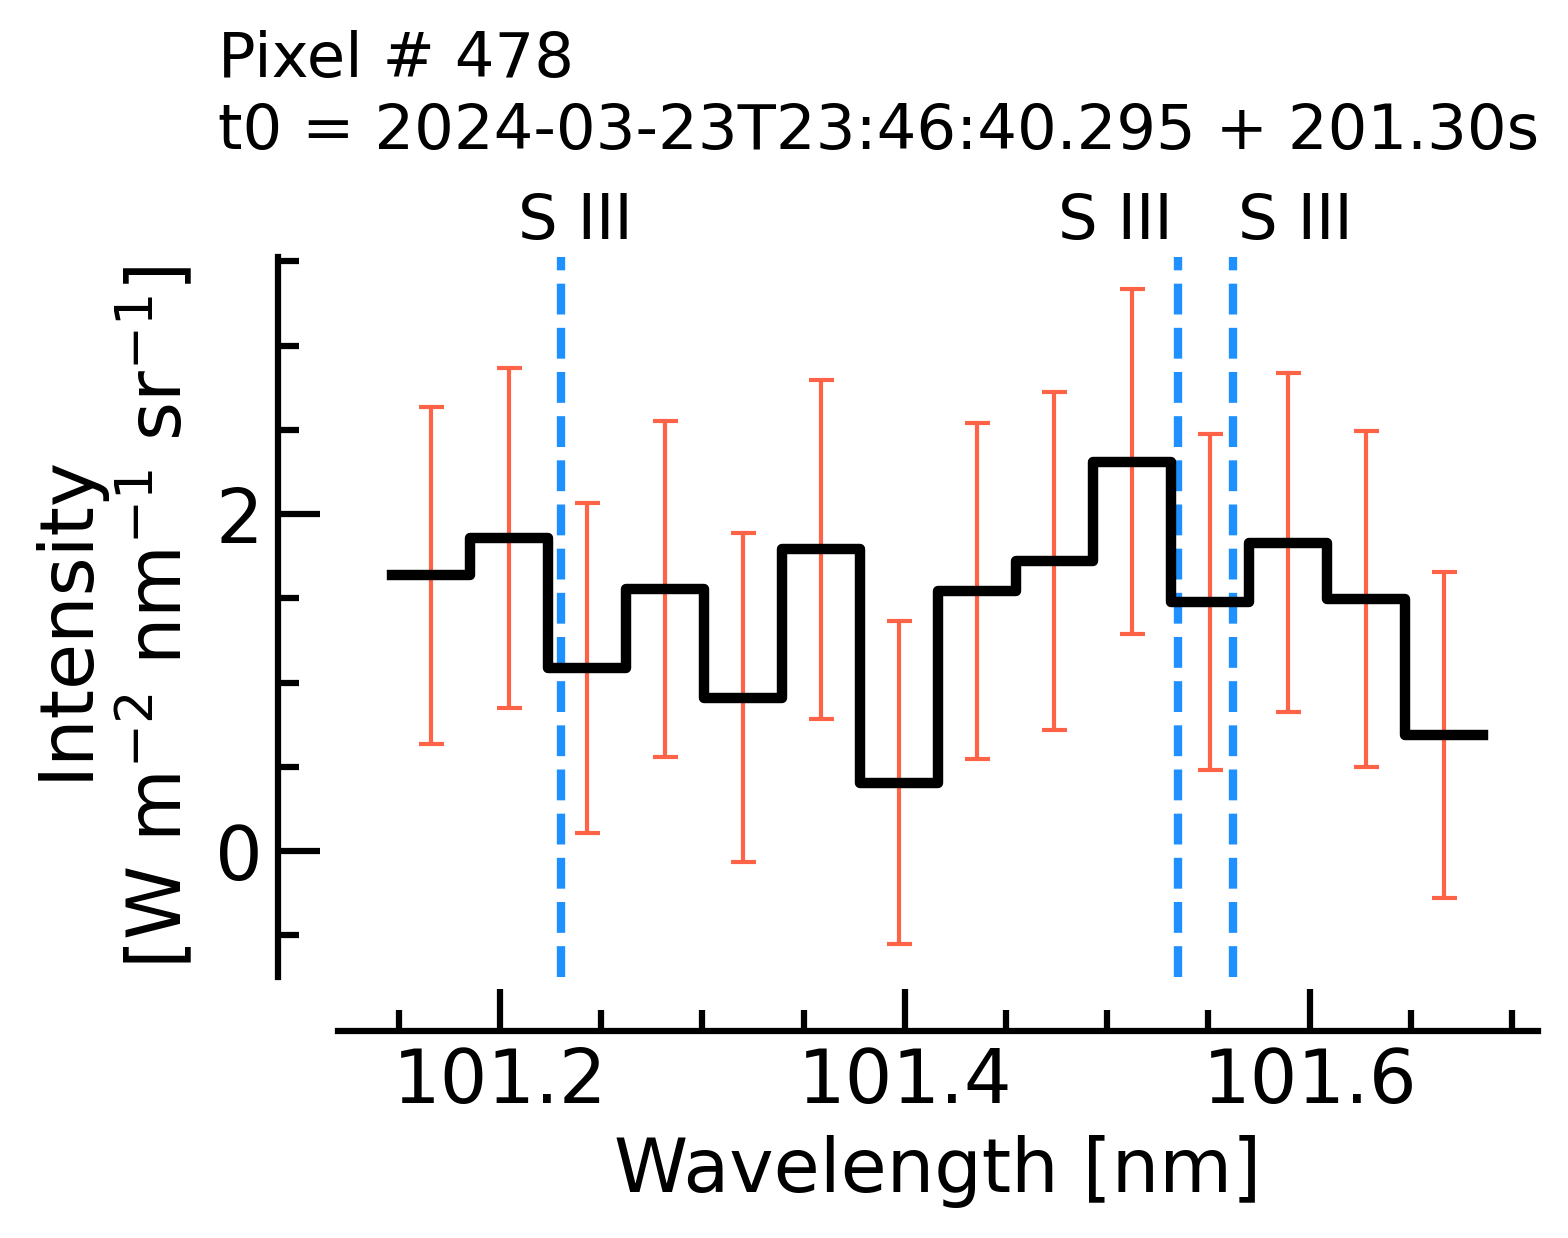 Pixel # 478
t0 = 2024-03-23T23:46:40.295 + 201.30s
S III S III S III
Intensity
[W m⁻² nm⁻¹ sr⁻¹]
2
0
101.2 101.4 101.6
Wavelength [nm]